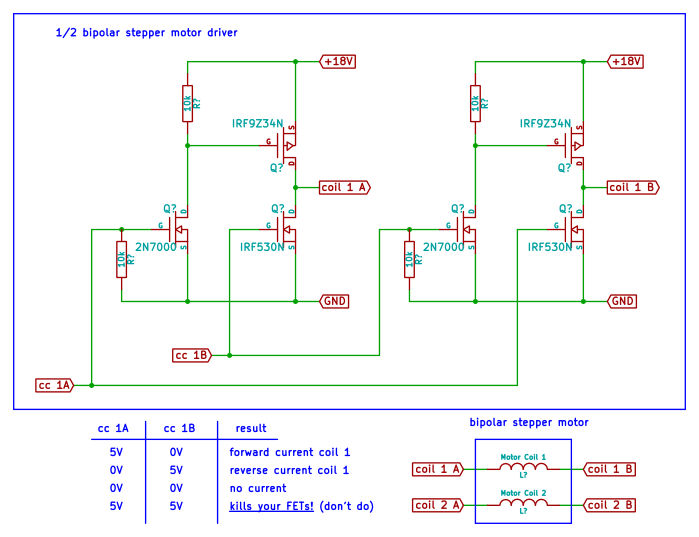 1/2 bipolar stepper motor driver
+18V
+18V
10k
R?
10k
R?
IRF9Z34N
S
G
D
Q?
IRF9Z34N
S
G
D
Q?
coil 1 A
coil 1 B
Q?
D
G
S
2N7000
Q?
D
G
S
IRF530N
Q?
D
G
S
2N7000
Q?
D
G
S
IRF530N
10k
R?
10k
R?
GND
GND
cc 1B
cc 1A
cc 1A cc 1B result
5V 0V forward current coil 1
0V 5V reverse current coil 1
0V 0V no current
5V 5V kills your FETs! (don't do)
bipolar stepper motor
Motor Coil 1
coil 1 A coil 1 B
L?
Motor Coil 2
coil 2 A coil 2 B
L?